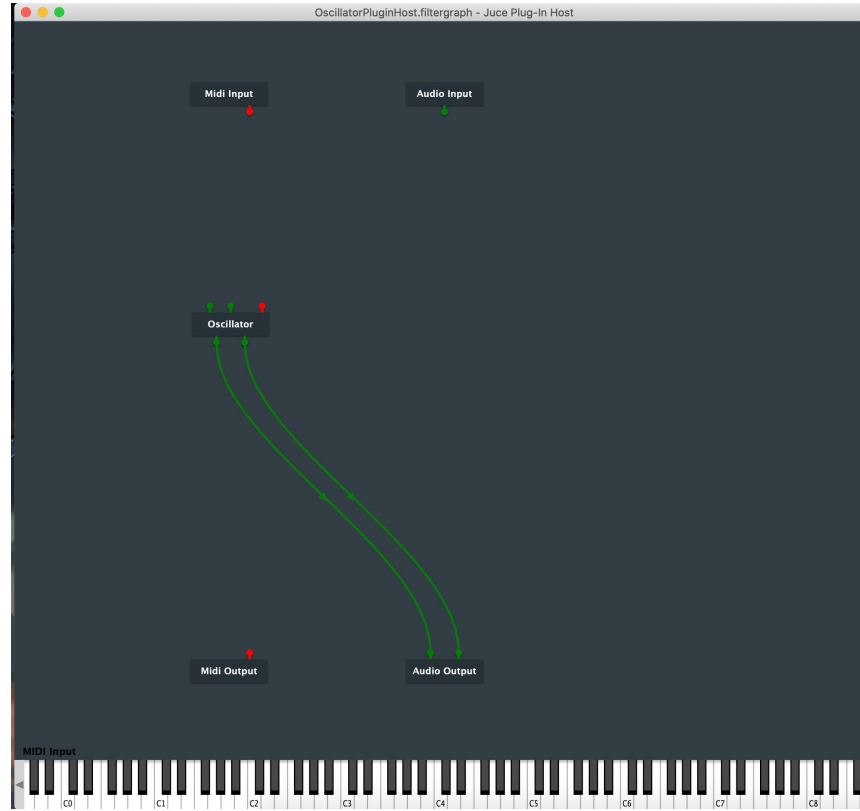 OscillatorPluginHost.filtergraph - Juce Plug-In Host
Midi Input
Audio Input
Oscillator
Midi Output
Audio Output
MIDI Input
C0
C1
C2
C3
C4
C5
C6
C7
C8